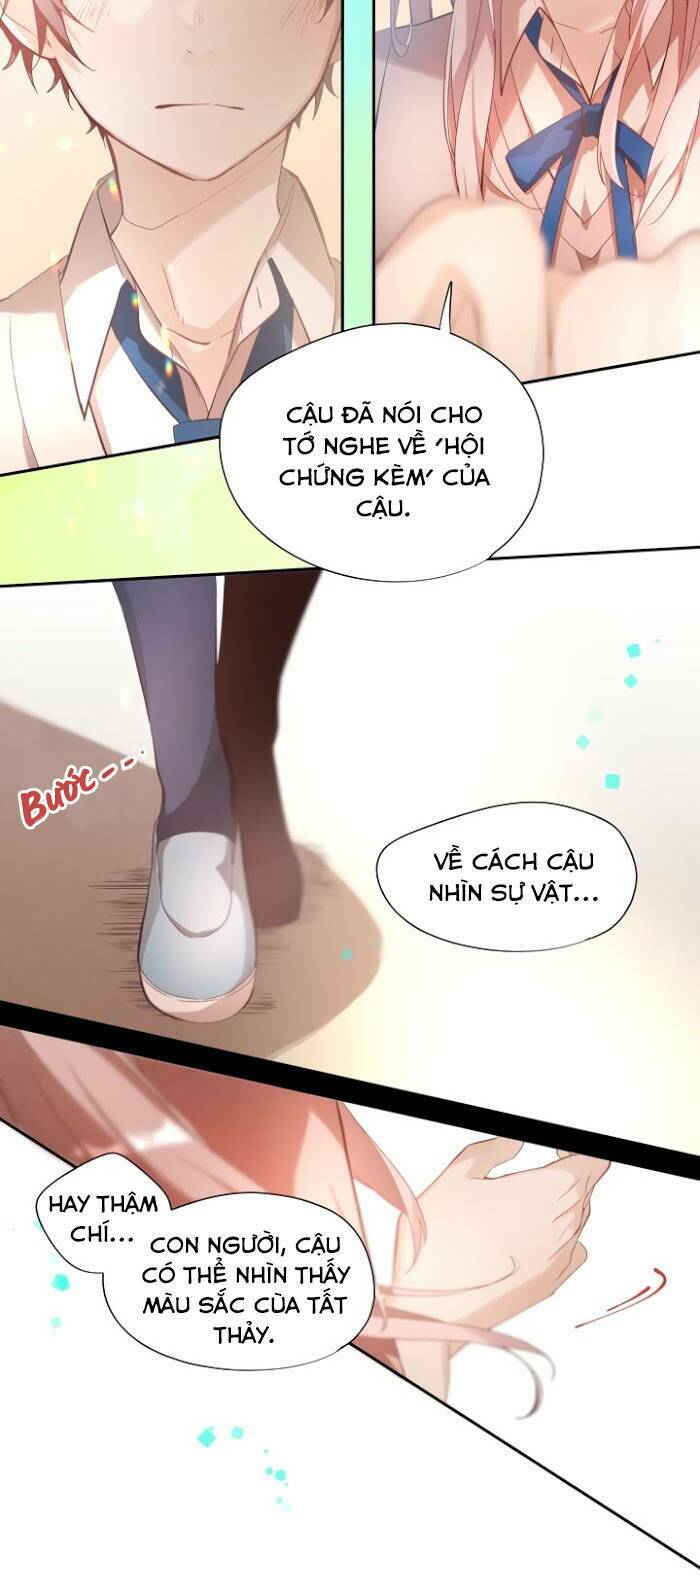 CẬU ĐÃ NÓI CHO
TỚ NGHE VỀ ‘HỘI
CHỨNG KÈM’ CỦA
CẬU.
Bước- - -
VỀ CÁCH CẬU
NHÌN SỰ VẬT...
HAY THẬM
CHÍ...
CON NGƯỜI, CẬU
CÓ THỂ NHÌN THẤY
MÀU SẮC CÙA TẤT
THẢY.